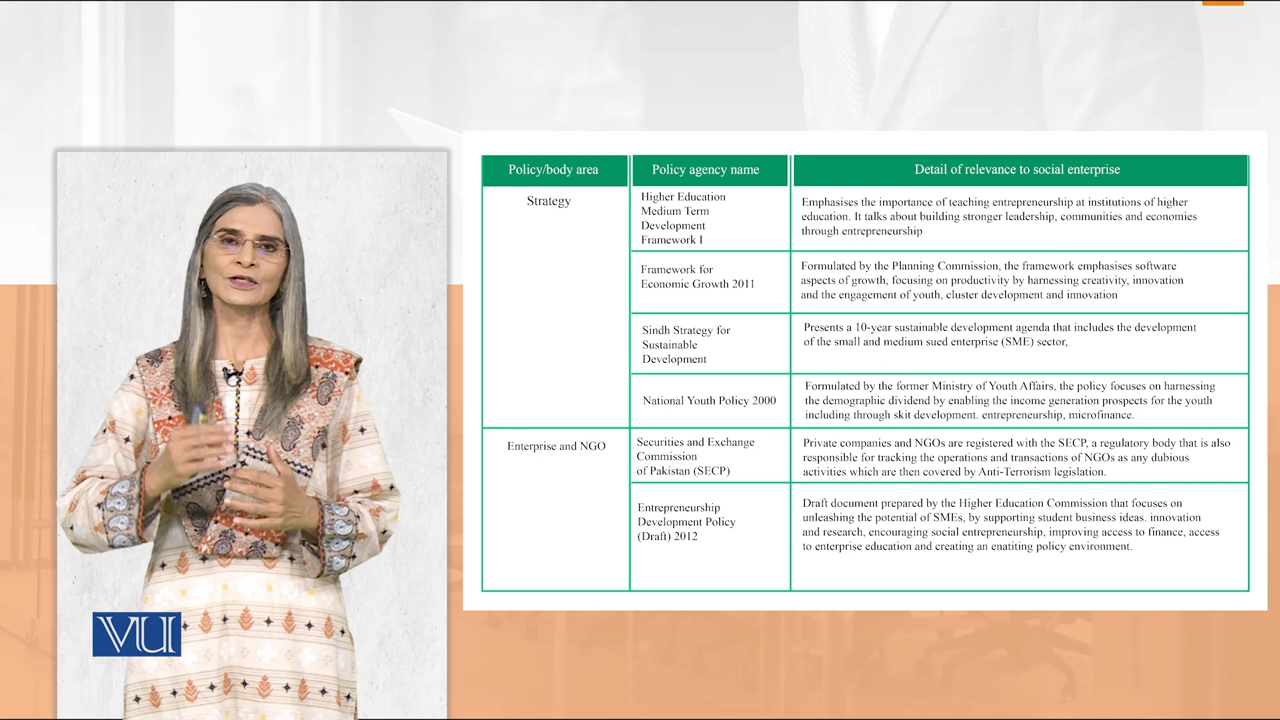 Policy/body area
Policy agency name
Detail of relevance to social enterprise
Strategy
Higher Education
Medium Term
Development
Framework I
Emphasises the importance of teaching entrepreneurship at institutions of higher
education. It talks about building stronger leadership, communities and economies
through entrepreneurship
Framework for
Economic Growth 2011
Formulated by the Planning Commission, the framework emphasises software
aspects of growth, focusing on productivity by harnessing creativity, innovation
and the engagement of youth, cluster development and innovation
Sindh Strategy for
Sustainable
Development
Presents a 10-year sustainable development agenda that includes the development
of the small and medium sued enterprise (SME) sector,
National Youth Policy 2000
Formulated by the former Ministry of Youth Affairs, the policy focuses on harnessing
the demographic dividend by enabling the income generation prospects for the youth
including through skit development. entrepreneurship, microfinance.
Enterprise and NGO
Securities and Exchange
Commission
of Pakistan (SECP)
Private companies and NGOs are registered with the SECP, a regulatory body that is also
responsible for tracking the operations and transactions of NGOs as any dubious
activities which are then covered by Anti-Terrorism legislation.
Entrepreneurship
Development Policy
(Draft) 2012
Draft document prepared by the Higher Education Commission that focuses on
unleashing the potential of SMEs, by supporting student business ideas. innovation
and research, encouraging social entrepreneurship, improving access to finance, access
to enterprise education and creating an enatiting policy environment.
VU